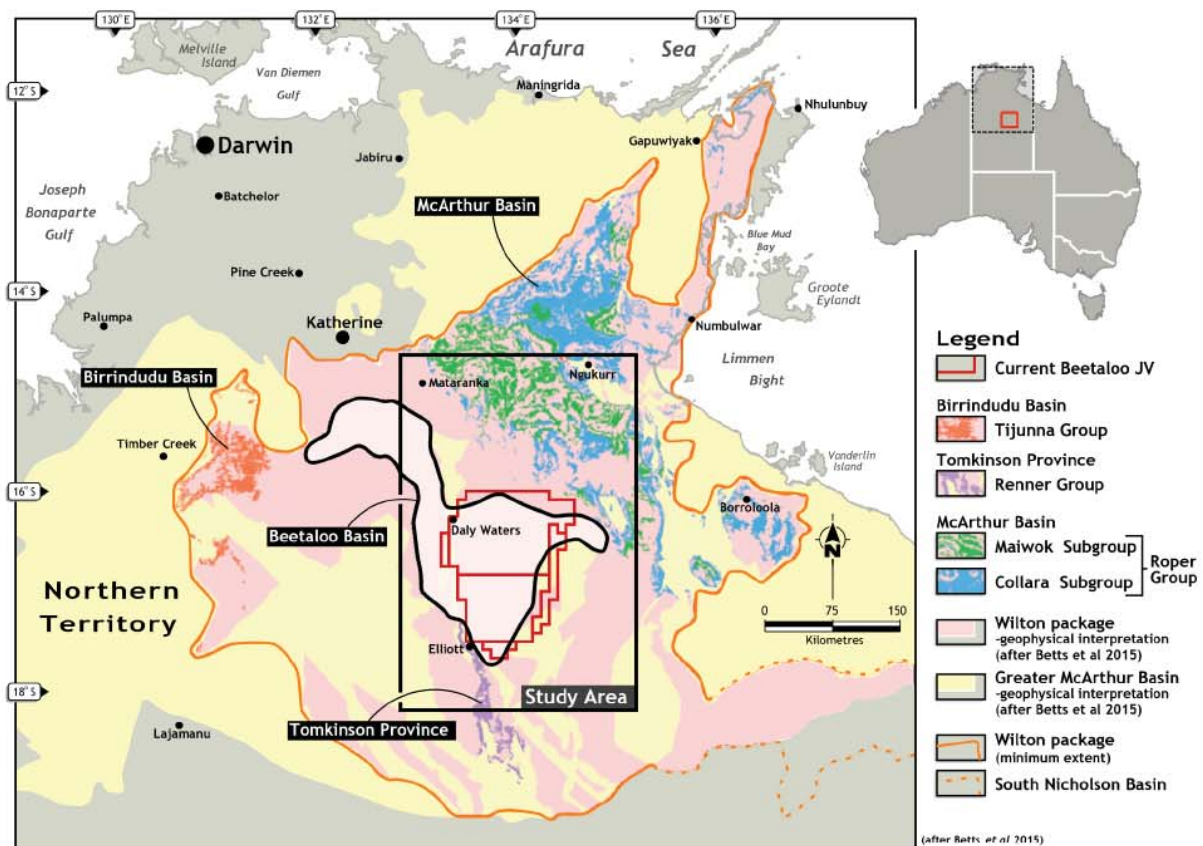 130°E
132°E
134°E
136°E
12°S
14°S
16°S
18°S
Melville
Island
Van Diemen
Gulf
Arafura Sea
Maningrida
Nhulunbuy
Gapuwiyak
Darwin
Jabiru
Batchelor
Joseph
Bonaparte
Gulf
McArthur Basin
Blue Mud
Bay
Pine Creek
Groote
Eylandt
Palumpa
Katherine
Numbulwar
Birrindudu Basin
Limmen
Bight
Mataranka
Ngukurr
Timber Creek
Vanderlin
Island
Borroloola
Beetaloo Basin
Daly Waters
Northern
Territory
N
0 75 150
Kilometres
Elliott
Study Area
Tomkinson Province
Lajamanu
Legend
Current Beetaloo JV
Birrindudu Basin
Tijunna Group
Tomkinson Province
Renner Group
McArthur Basin
Maiwok Subgroup
Collara Subgroup
Roper
Group
Wilton package
-geophysical interpretation
(after Betts et al 2015)
Greater McArthur Basin
-geophysical interpretation
(after Betts et al 2015)
Wilton package
(minimum extent)
South Nicholson Basin
(after Betts et al 2015)